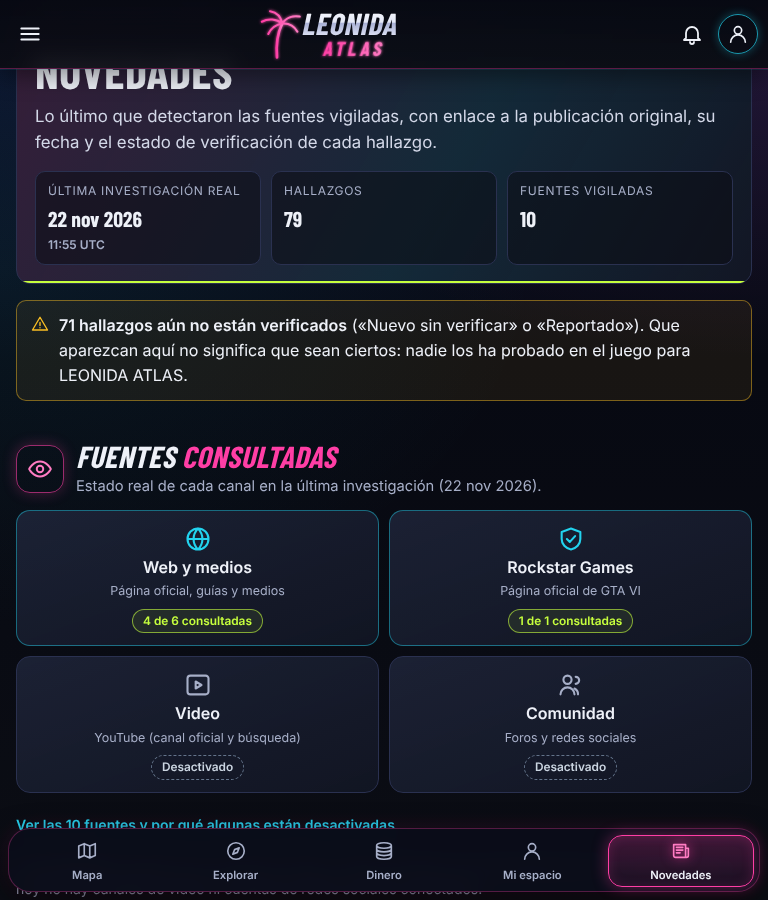 LEONIDA
ATLAS
NOVEDADES
Lo último que detectaron las fuentes vigiladas, con enlace a la publicación original, su
fecha y el estado de verificación de cada hallazgo.
ÚLTIMA INVESTIGACIÓN REAL
22 nov 2026
11:55 UTC
HALLAZGOS
79
FUENTES VIGILADAS
10
71 hallazgos aún no están verificados («Nuevo sin verificar» o «Reportado»). Que
aparezcan aquí no significa que sean ciertos: nadie los ha probado en el juego para
LEONIDA ATLAS.
FUENTES CONSULTADAS
Estado real de cada canal en la última investigación (22 nov 2026).
Web y medios
Página oficial, guías y medios
4 de 6 consultadas
Rockstar Games
Página oficial de GTA VI
1 de 1 consultadas
Video
YouTube (canal oficial y búsqueda)
Desactivado
Comunidad
Foros y redes sociales
Desactivado
Ver las 10 fuentes y por qué algunas están desactivadas
Mapa
Explorar
Dinero
Mi espacio
Novedades